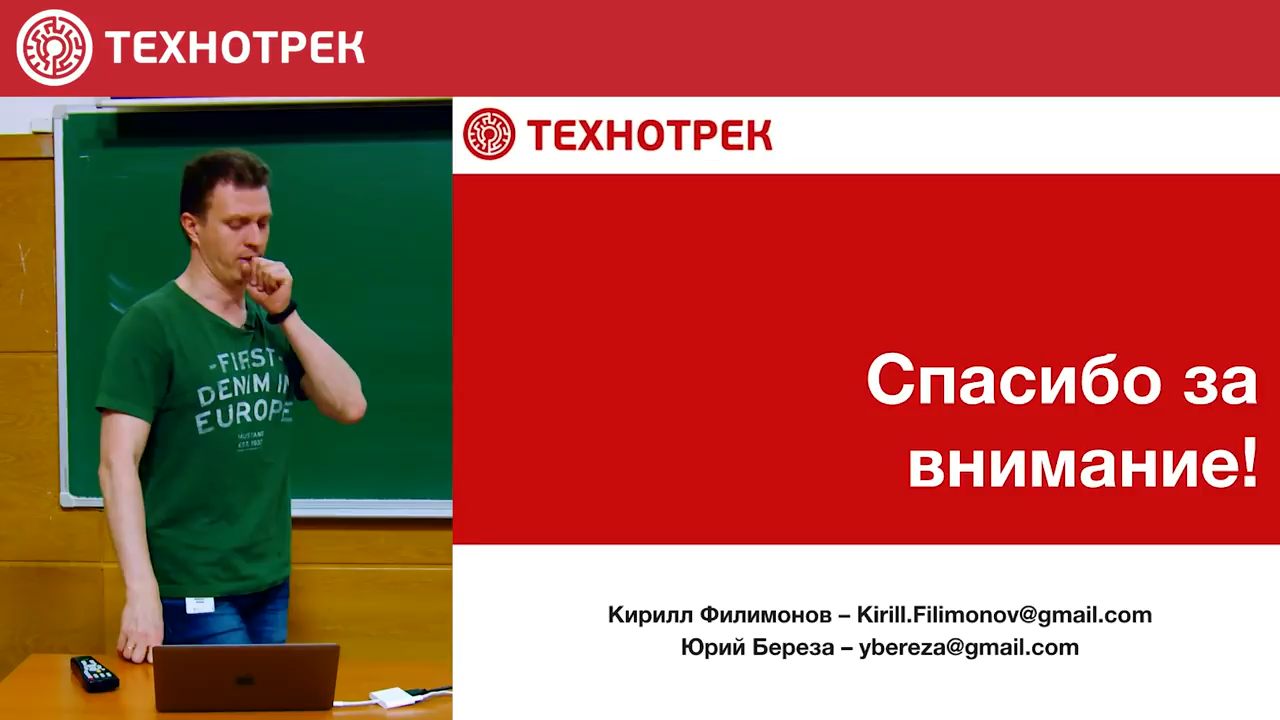 ТЕХНОТРЕК
ТЕХНОТРЕК
-FIRST-
DENIM IN
EUROPE
MUSTANG
Спасибо за
внимание!
Кирилл Филимонов – Kirill.Filimonov@gmail.com
Юрий Береза – ybereza@gmail.com